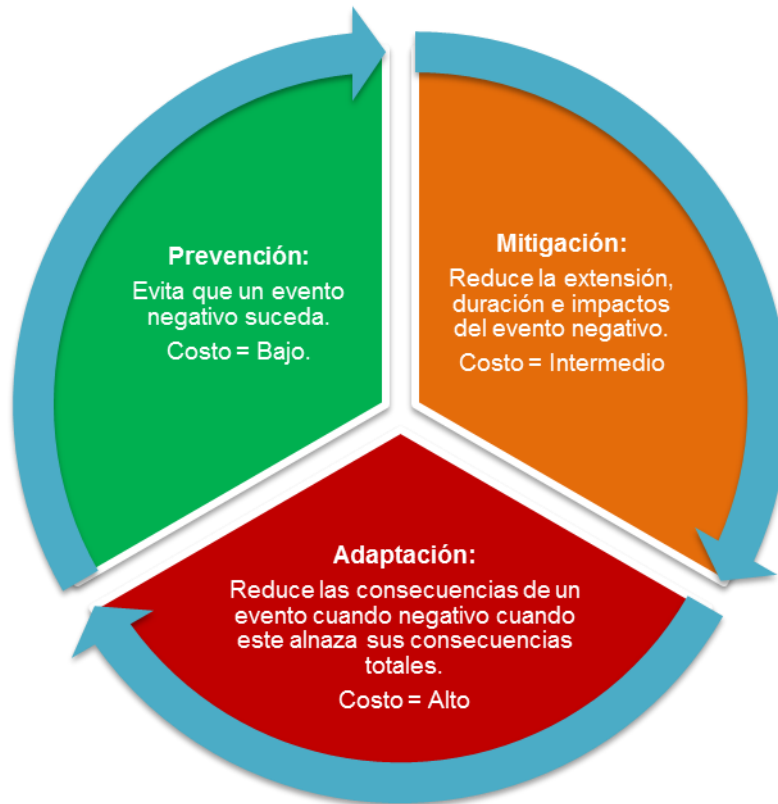 Prevención:
Evita que un evento
negativo suceda.
Costo = Bajo.
Mitigación:
Reduce la extensión,
duración e impactos
del evento negativo.
Costo = Intermedio
Adaptación:
Reduce las consecuencias de un
evento cuando negativo cuando
este alnaza sus consecuencias
totales.
Costo = Alto